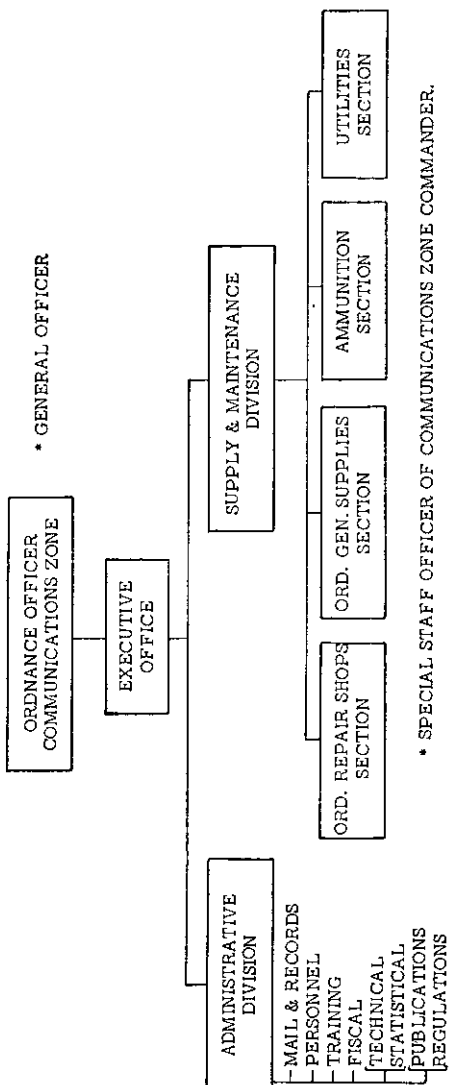 ORDNANCE OFFICER
COMMUNICATIONS ZONE
* GENERAL OFFICER
EXECUTIVE
OFFICE
ADMINISTRATIVE
DIVISION
SUPPLY & MAINTENANCE
DIVISION
MAIL & RECORDS
PERSONNEL
TRAINING
FISCAL
TECHNICAL
STATISTICAL
PUBLICATIONS
REGULATIONS
ORD. REPAIR SHOPS
SECTION
ORD. GEN. SUPPLIES
SECTION
AMMUNITION
SECTION
UTILITIES
SECTION
* SPECIAL STAFF OFFICER OF COMMUNICATIONS ZONE COMMANDER.